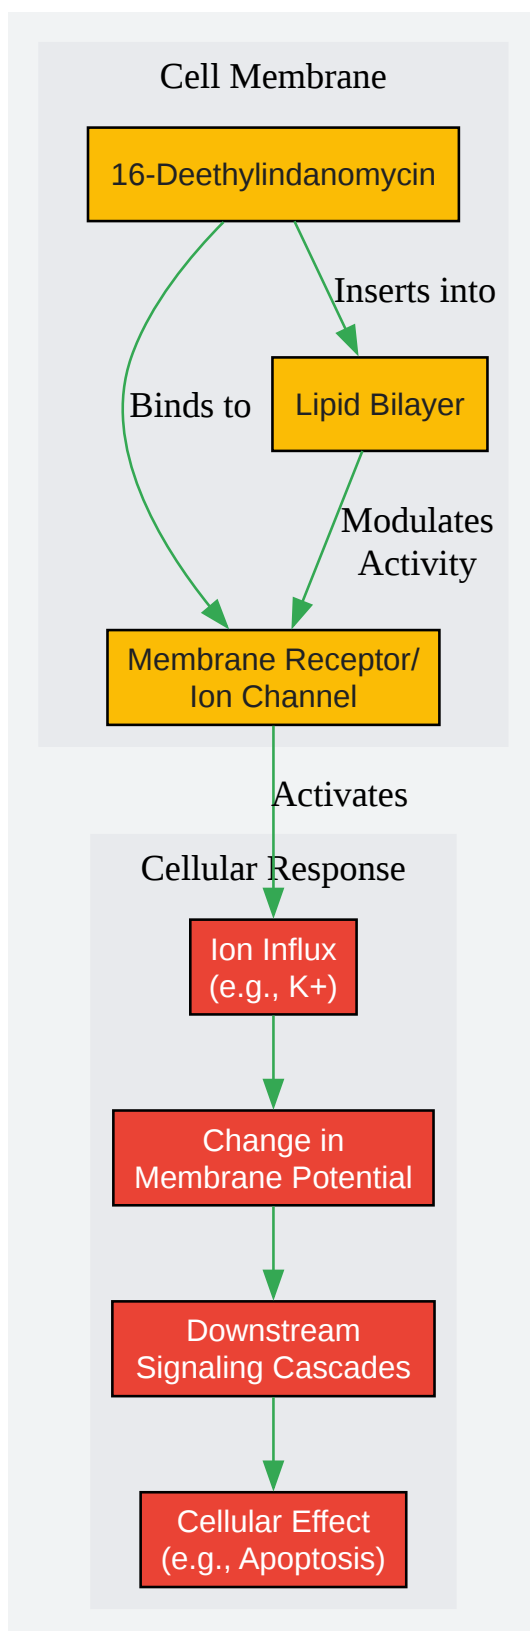 Cell Membrane
16-Deethylindanomycin
Inserts into
Binds to
Lipid Bilayer
Modulates
Activity
Membrane Receptor/
Ion Channel
Activates
Cellular Response
Ion Influx
(e.g., K+)
Change in
Membrane Potential
Downstream
Signaling Cascades
Cellular Effect
(e.g., Apoptosis)